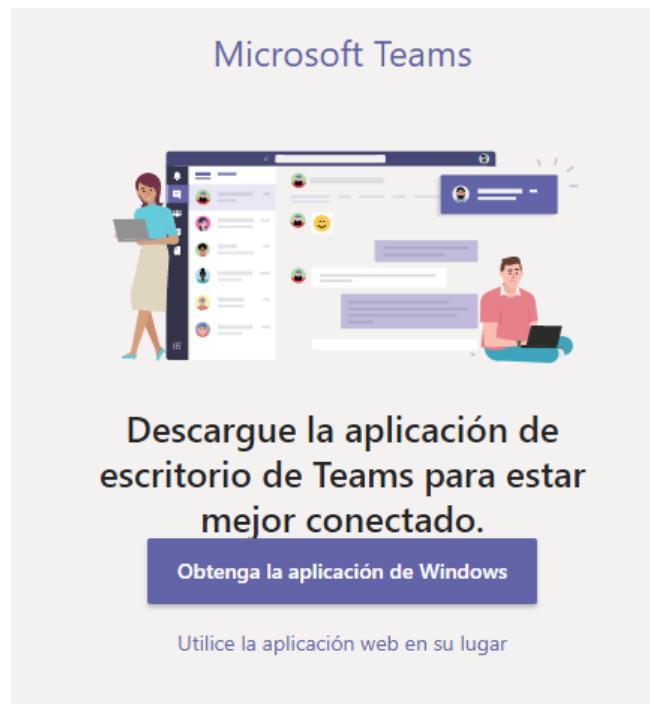 Microsoft Teams
Descargue la aplicación de
escritorio de Teams para estar
mejor conectado.
Obtenga la aplicación de Windows
Utilice la aplicación web en su lugar